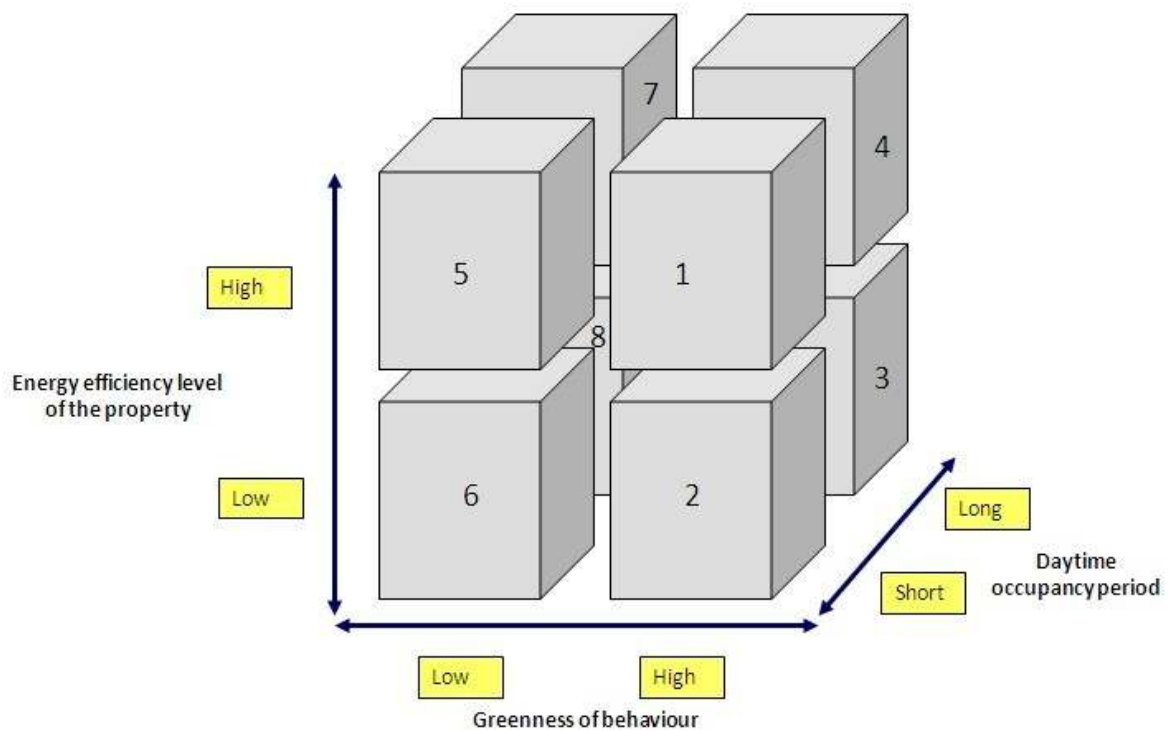 7
4
5
1
High
8
3
Energy efficiency level
of the property
6
2
Low
Long
Daytime
occupancy period
Short
Low
High
Greenness of behaviour